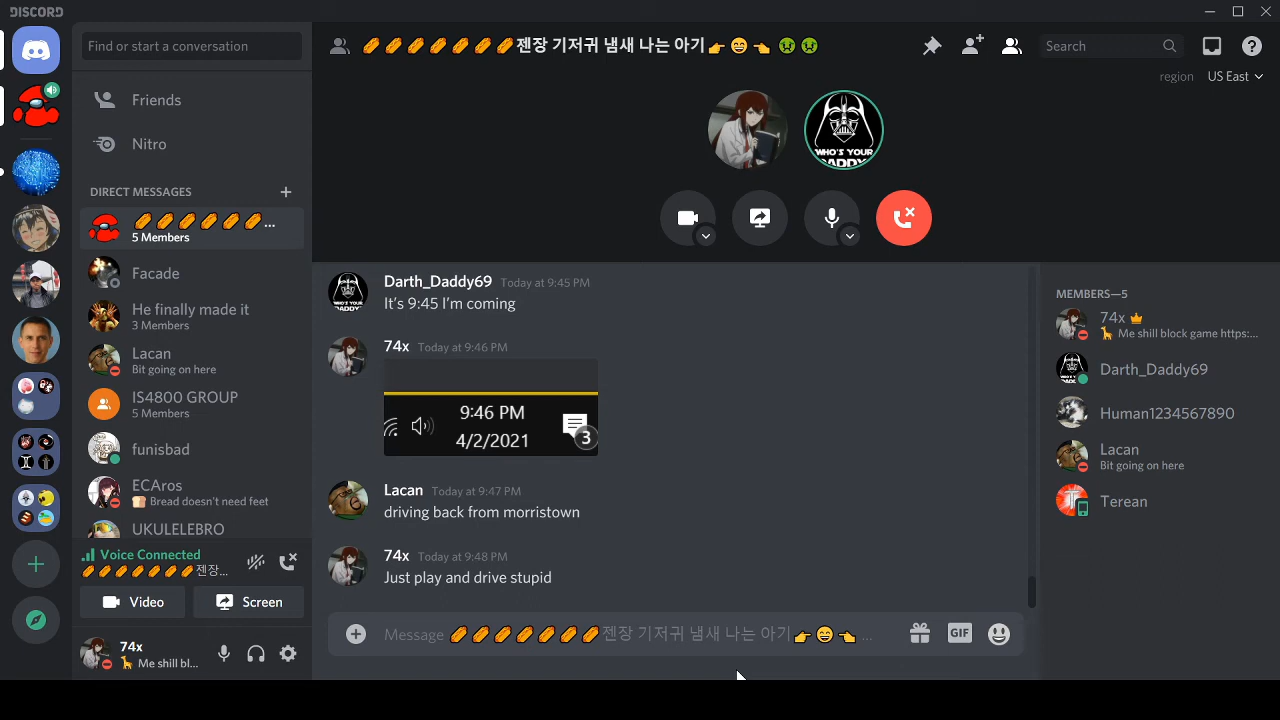 DISCORD
Find or start a conversation
🪙🪙🪙🪙🪙🪙🪙젠장 기저귀 냄새 나는 아기👉😄👈🤢🤢
Search
region US East
Friends
Nitro
DIRECT MESSAGES
5 Members
Facade
He finally made it
3 Members
Lacan
Bit going on here
IS4800 GROUP
5 Members
funisbad
ECAros
🍞 Bread doesn't need feet
UKULELEBRO
Voice Connected
젠장...
Video
Screen
74x
🦒 Me shill bl...
WHO'S YOUR
DADDY
Darth_Daddy69 Today at 9:45 PM
It's 9:45 I'm coming
74x Today at 9:46 PM
9:46 PM
4/2/2021
3
Lacan Today at 9:47 PM
driving back from morristown
74x Today at 9:48 PM
Just play and drive stupid
Message 젠장 기저귀 냄새 나는 아기👉😄👈 ...
GIF
MEMBERS—5
74x
🦒 Me shill block game https:...
Darth_Daddy69
Human1234567890
Lacan
Bit going on here
Terean